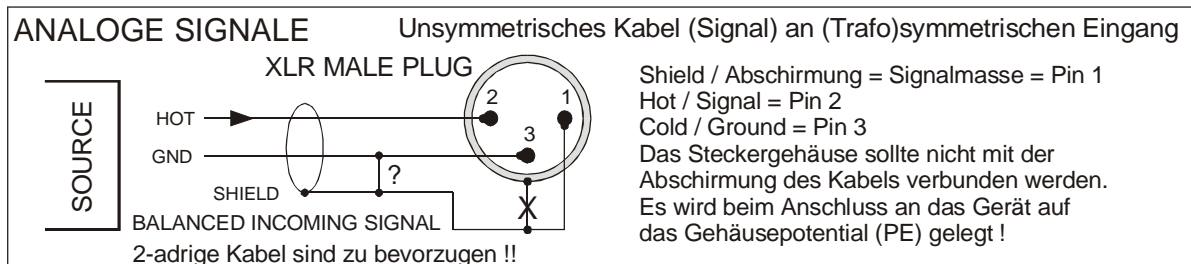 ANALOGE SIGNALE
Unsymmetrisches Kabel (Signal) an (Trafo)symmetrischen Eingang
XLR MALE PLUG
SOURCE
HOT
GND
SHIELD
?
2
1
3
X
BALANCED INCOMING SIGNAL
2-adrige Kabel sind zu bevorzugen !!
Shield / Abschirmung = Signalmasse = Pin 1
Hot / Signal = Pin 2
Cold / Ground = Pin 3
Das Steckergehäuse sollte nicht mit der
Abschirmung des Kabels verbunden werden.
Es wird beim Anschluss an das Gerät auf
das Gehäusepotential (PE) gelegt !